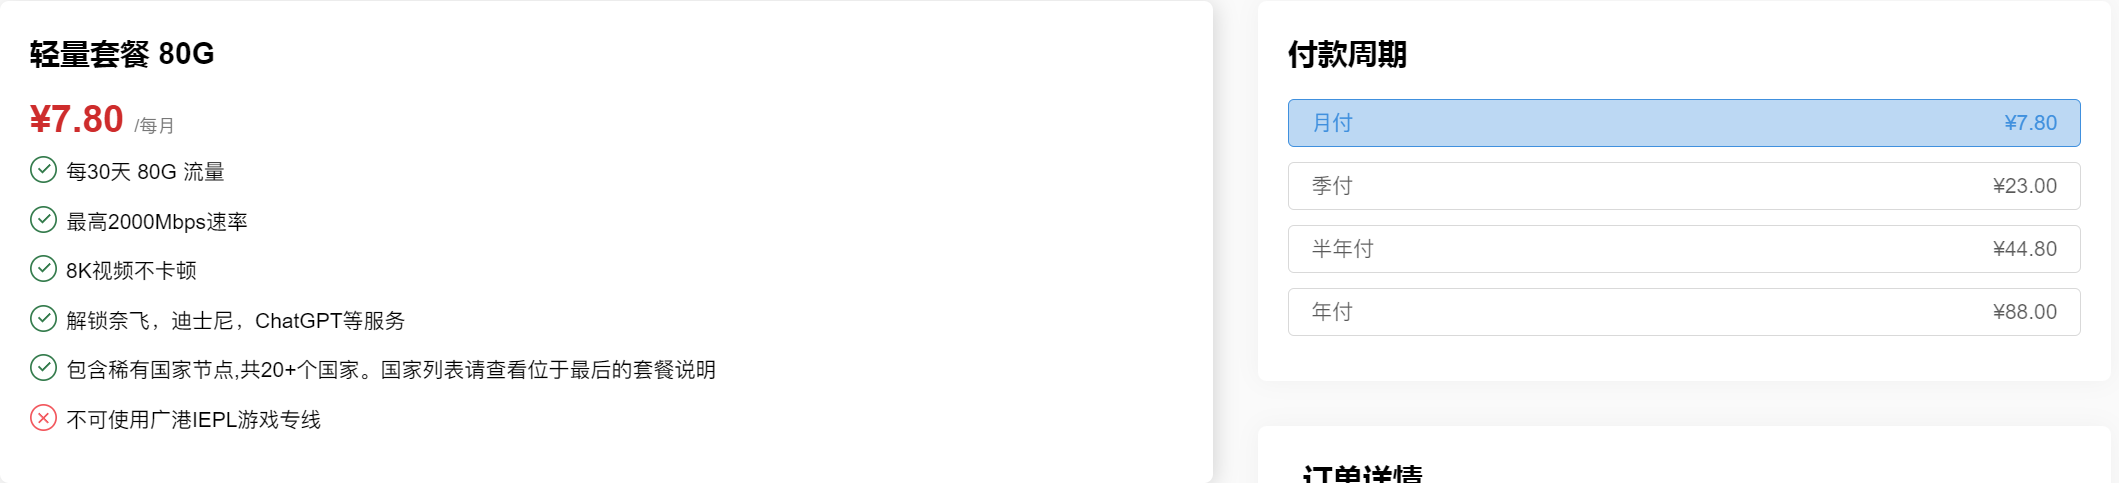 轻量套餐 80G
¥7.80 /每月
每30天 80G 流量
最高2000Mbps速率
8K视频不卡顿
解锁奈飞，迪士尼，ChatGPT等服务
包含稀有国家节点,共20+个国家。国家列表请查看位于最后的套餐说明
不可使用广港IEPL游戏专线
付款周期
月付 ¥7.80
季付 ¥23.00
半年付 ¥44.80
年付 ¥88.00
订单详情